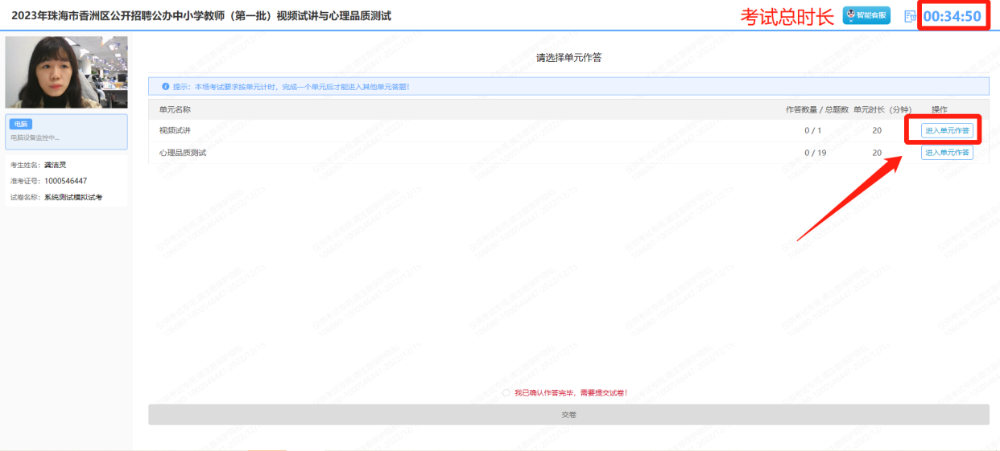 2023年珠海市香洲区公开招聘公办中小学教师（第一批）视频试讲与心理品质测试
考试总时长
智能客服
00:34:50
请选择单元作答
提示：本场考试要求按单元计时，完成一个单元后才能进入其他单元答题！
单元名称 作答数量 / 总题数 单元时长（分钟） 操作
视频试讲 0 / 1 20 进入单元作答
心理品质测试 0 / 19 20 进入单元作答
电脑
电脑设备监控中...
考生姓名：龚洁灵
准考证号：1000546447
试卷名称：系统测试模拟试考
我已确认作答完毕，需要提交试卷！
交卷